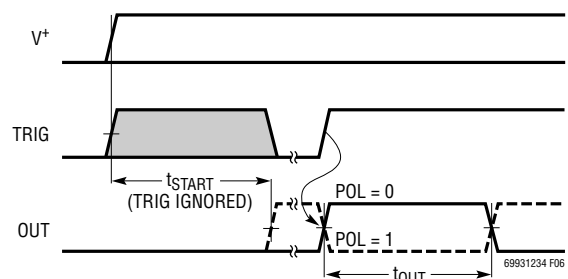 V+
TRIG
tSTART
(TRIG IGNORED)
POL = 0
OUT
POL = 1
69931234 F06
tOUT